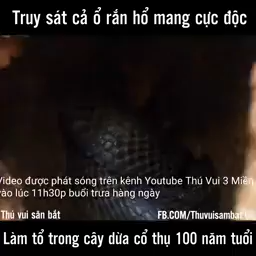 Truy sát cả ổ rắn hổ mang cực độc
Video được phát sóng trên kênh Youtube Thú Vui 3 Miền
vào lúc 11h30p buổi trưa hàng ngày
Thú vui săn bắt FB.COM/Thuvuisambat
Làm tổ trong cây dừa cổ thụ 100 năm tuổi